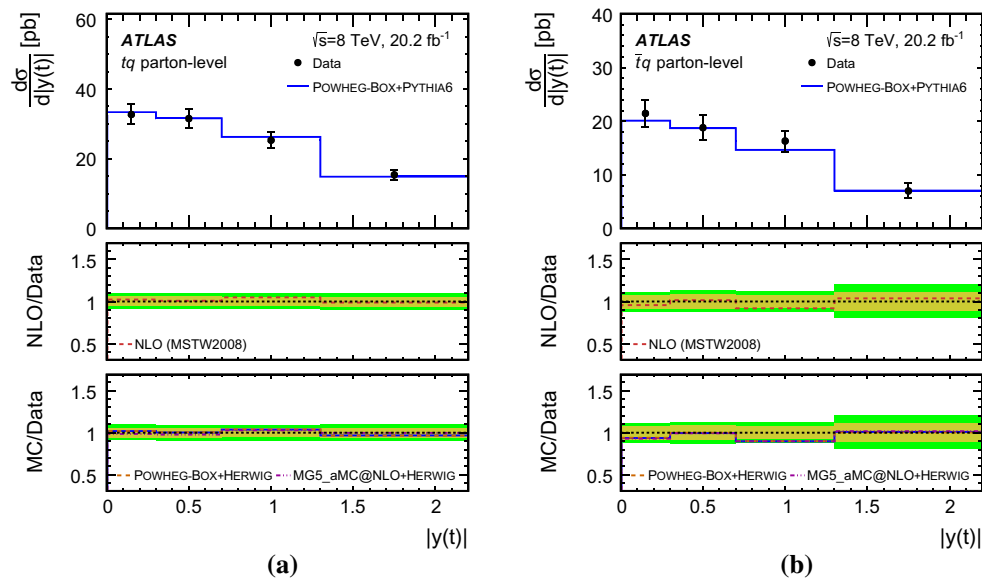 dσ/d|y(t)| [pb]
60
40
20
0
ATLAS
√s=8 TeV, 20.2 fb⁻¹
tq parton-level
Data
POWHEG-BOX+PYTHIA6
NLO/Data
1.5
1
0.5
NLO (MSTW2008)
MC/Data
1.5
1
0.5
POWHEG-BOX+HERWIG
MG5_aMC@NLO+HERWIG
0 0.5 1 1.5 2
|y(t)|
(a)
dσ/d|y(t)| [pb]
40
30
20
10
0
ATLAS
√s=8 TeV, 20.2 fb⁻¹
t̄q parton-level
Data
POWHEG-BOX+PYTHIA6
NLO/Data
1.5
1
0.5
NLO (MSTW2008)
MC/Data
1.5
1
0.5
POWHEG-BOX+HERWIG
MG5_aMC@NLO+HERWIG
0 0.5 1 1.5 2
|y(t)|
(b)